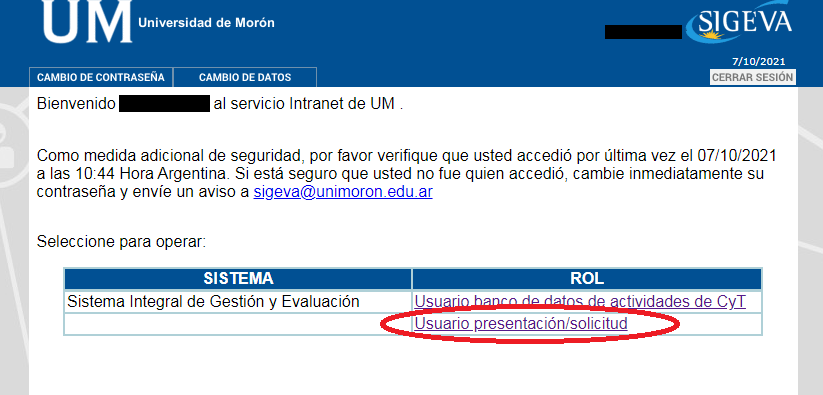 UM Universidad de Morón
SIGEVA
7/10/2021
CAMBIO DE CONTRASEÑA CAMBIO DE DATOS CERRAR SESIÓN
Bienvenido al servicio Intranet de UM .
Como medida adicional de seguridad, por favor verifique que usted accedió por última vez el 07/10/2021
a las 10:44 Hora Argentina. Si está seguro que usted no fue quien accedió, cambie inmediatamente su
contraseña y envíe un aviso a sigeva@unimoron.edu.ar
Seleccione para operar:
SISTEMA ROL
Sistema Integral de Gestión y Evaluación Usuario banco de datos de actividades de CyT
Usuario presentación/solicitud